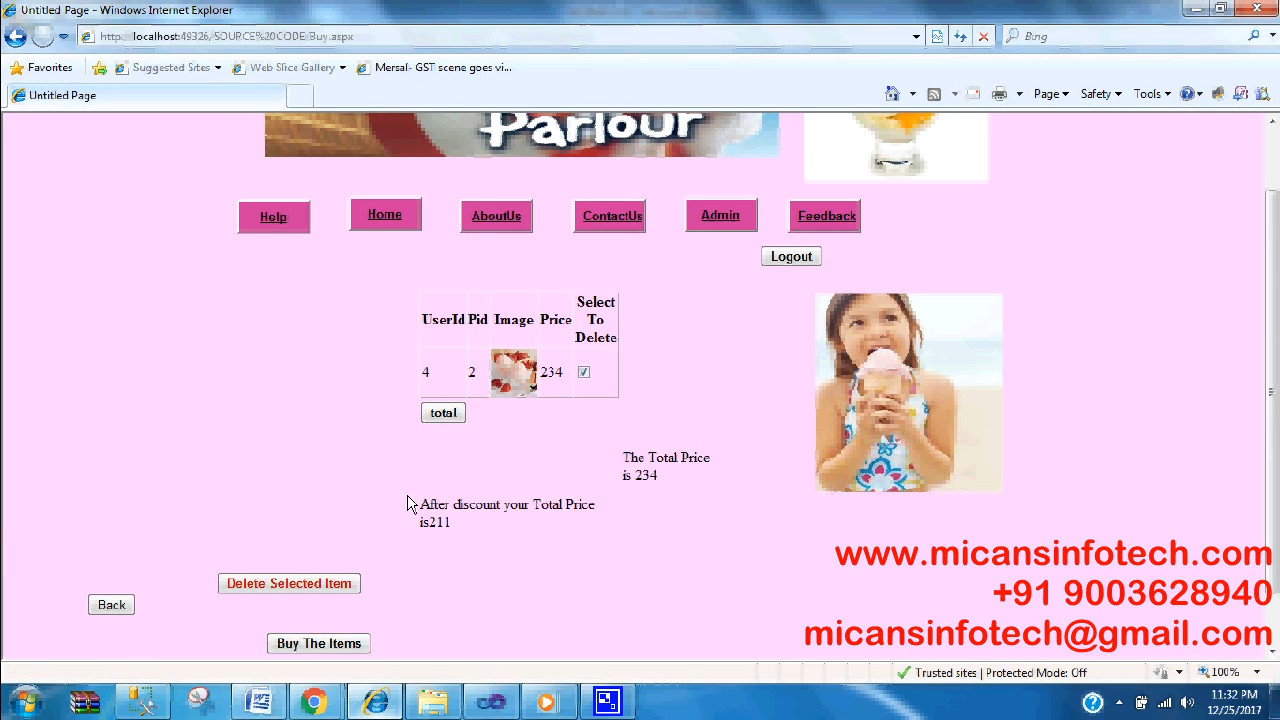 Untitled Page - Windows Internet Explorer
http://localhost:49326/SOURCE%20CODE/Buy.aspx
Bing
Favorites
Suggested Sites
Web Slice Gallery
Mersal- GST scene goes vi...
Untitled Page
Page
Safety
Tools
Parlour
Help
Home
AboutUs
ContactUs
Admin
Feedback
Logout
UserId Pid Image Price Select To Delete
4 2 234
total
The Total Price
is 234
After discount your Total Price
is211
Delete Selected Item
Back
Buy The Items
www.micansinfotech.com
+91 9003628940
micansinfotech@gmail.com
Trusted sites | Protected Mode: Off
100%
11:32 PM
12/25/2017